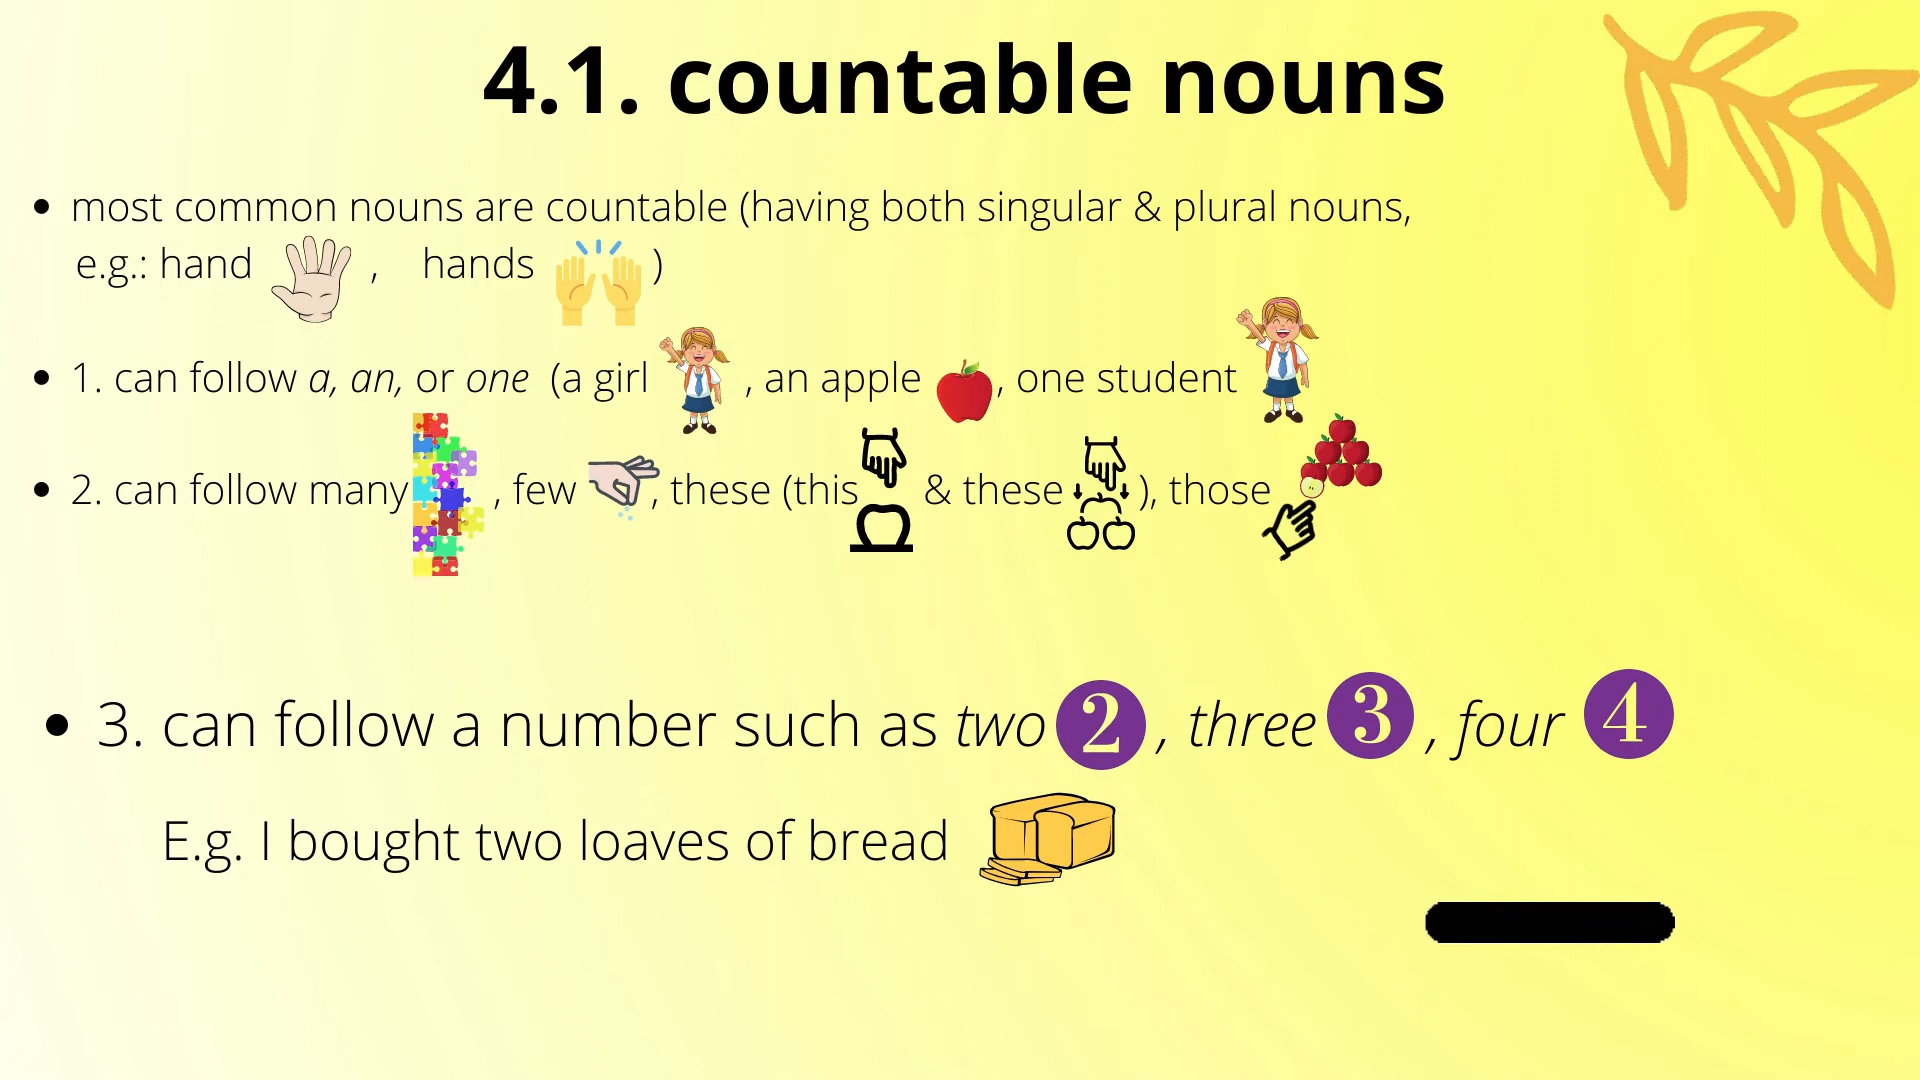 4.1. countable nouns
• most common nouns are countable (having both singular & plural nouns,
e.g.: hand , hands )
• 1. can follow a, an, or one (a girl , an apple , one student
• 2. can follow many , few , these (this & these ), those
• 3. can follow a number such as two 2 , three 3 , four 4
E.g. I bought two loaves of bread